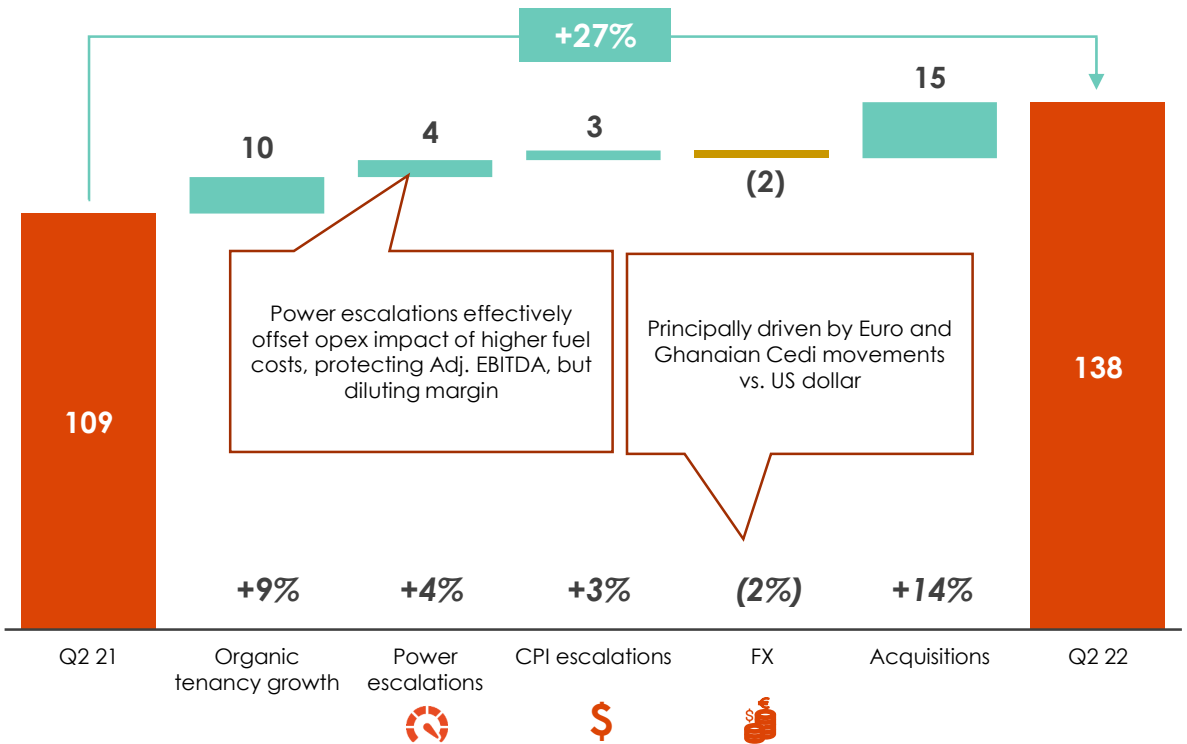 +27%
15
10
4
3
(2)
Power escalations effectively
offset opex impact of higher fuel
costs, protecting Adj. EBITDA, but
diluting margin
Principally driven by Euro and
Ghanaian Cedi movements
vs. US dollar
109
138
+9%
+4%
+3%
(2%)
+14%
Q2 21
Organic
tenancy growth
Power
escalations
CPI escalations
FX
Acquisitions
Q2 22
$
$
€